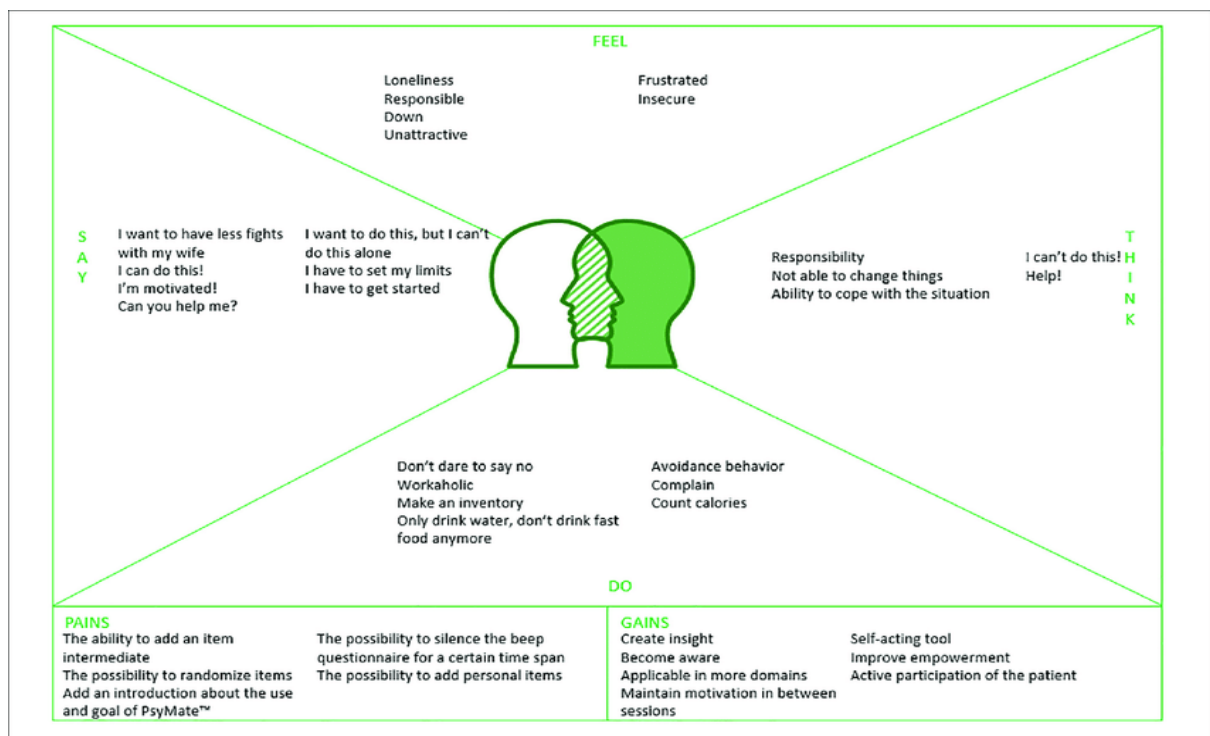 FEEL
Loneliness
Responsible
Down
Unattractive
Frustrated
Insecure
SAY
I want to have less fights
with my wife
I can do this!
I'm motivated!
Can you help me?
I want to do this, but I can't
do this alone
I have to set my limits
I have to get started
Responsibility
Not able to change things
Ability to cope with the situation
I can't do this!
Help!
THINK
Don't dare to say no
Workaholic
Make an inventory
Only drink water, don't drink fast
food anymore
Avoidance behavior
Complain
Count calories
DO
PAINS
The ability to add an item
intermediate
The possibility to randomize items
Add an introduction about the use
and goal of PsyMate™
The possibility to silence the beep
questionnaire for a certain time span
The possibility to add personal items
GAINS
Create insight
Become aware
Applicable in more domains
Maintain motivation in between
sessions
Self-acting tool
Improve empowerment
Active participation of the patient